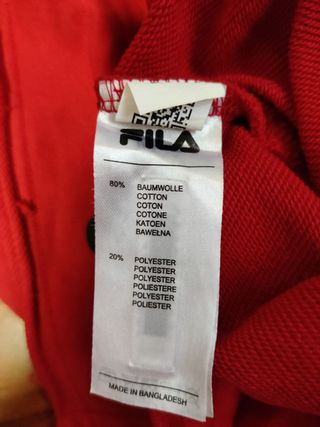 FILA
80% BAUMWOLLE
COTTON
COTON
COTONE
KATOEN
BAWEŁNA
20% POLYESTER
POLYESTER
POLYESTER
POLIESTERE
POLYESTER
POLIESTER
MADE IN BANGLADESH